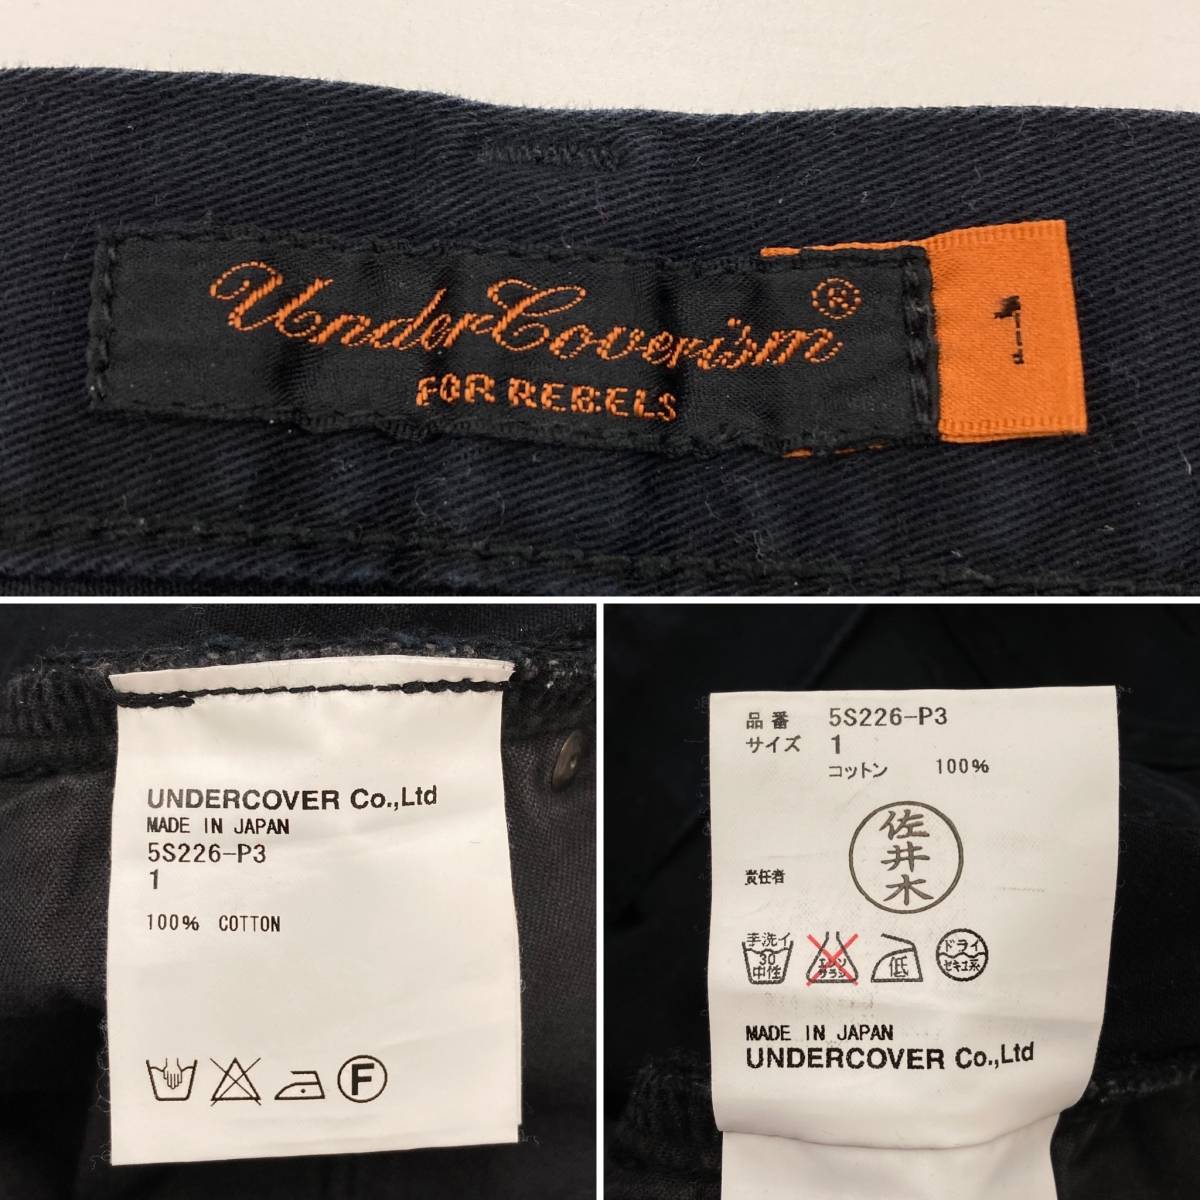 UnderCoverism®
FOR REBELS
1
UNDERCOVER Co.,Ltd
MADE IN JAPAN
5S226-P3
1
100% COTTON
F
品番 5S226-P3
サイズ 1
コットン 100%
責任者
佐井木
手洗イ
30
中性
エンソ
サラシ
低
ドライ
セキユ系
MADE IN JAPAN
UNDERCOVER Co.,Ltd